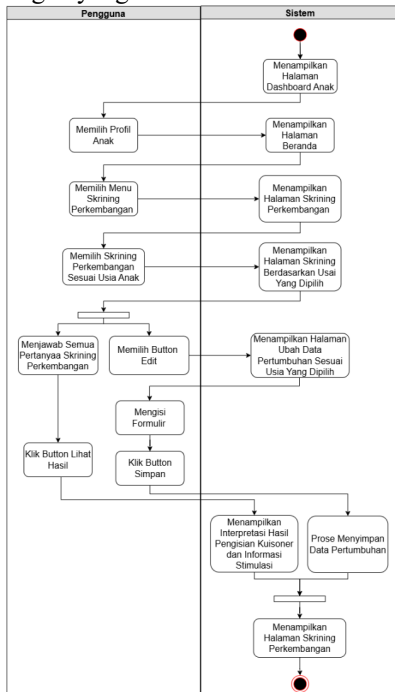 Pengguna
Sistem
Menampilkan
Halaman
Dashboard Anak
Memilih Profil
Anak
Menampilkan
Halaman
Beranda
Memilih Menu
Skrining
Perkembangan
Menampilkan
Halaman Skrining
Perkembangan
Memilih Skrining
Perkembangan
Sesuai Usia Anak
Menampilkan
Halaman Skrining
Berdasarkan Usai
Yang Dipilih
Menjawab Semua
Pertanyaa Skrining
Perkembangan
Memilih Button
Edit
Menampilkan Halaman
Ubah Data
Pertumbuhan Sesuai
Usia Yang Dipilih
Mengisi
Formulir
Klik Button Lihat
Hasil
Klik Button
Simpan
Menampilkan
Interpretasi Hasil
Pengisian Kuisoner
dan Informasi
Stimulasi
Prose Menyimpan
Data Pertumbuhan
Menampilkan
Halaman Skrining
Perkembangan